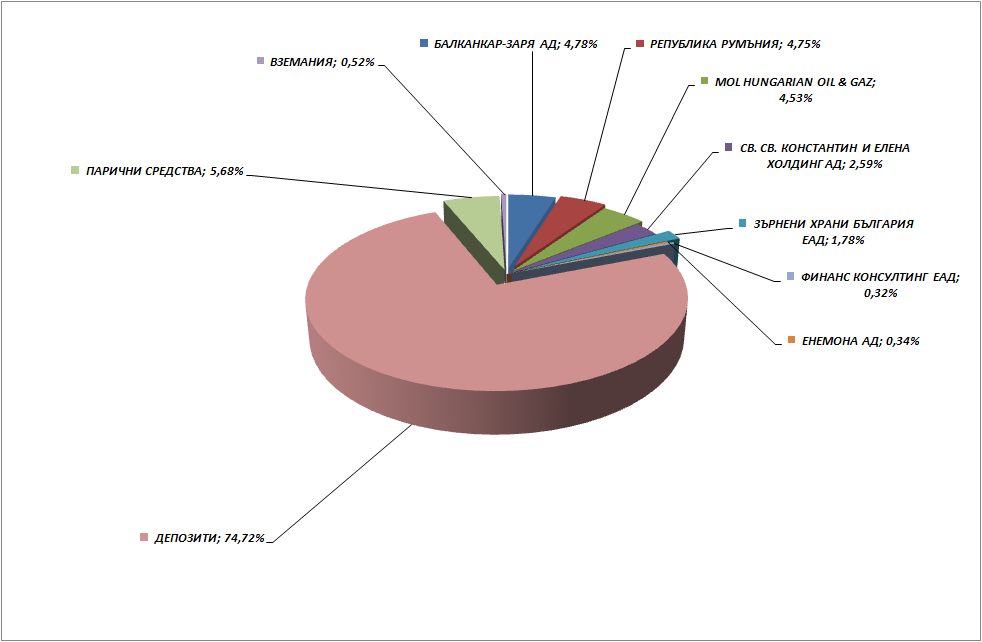 БАЛКАНКАР-ЗАРЯ АД; 4,78%
РЕПУБЛИКА РУМЪНИЯ; 4,75%
ВЗЕМАНИЯ; 0,52%
MOL HUNGARIAN OIL & GAZ;
4,53%
СВ. СВ. КОНСТАНТИН И ЕЛЕНА
ХОЛДИНГ АД; 2,59%
ПАРИЧНИ СРЕДСТВА; 5,68%
ЗЪРНЕНИ ХРАНИ БЪЛГАРИЯ
ЕАД; 1,78%
ФИНАНС КОНСУЛТИНГ ЕАД;
0,32%
ЕНЕМОНА АД; 0,34%
ДЕПОЗИТИ; 74,72%